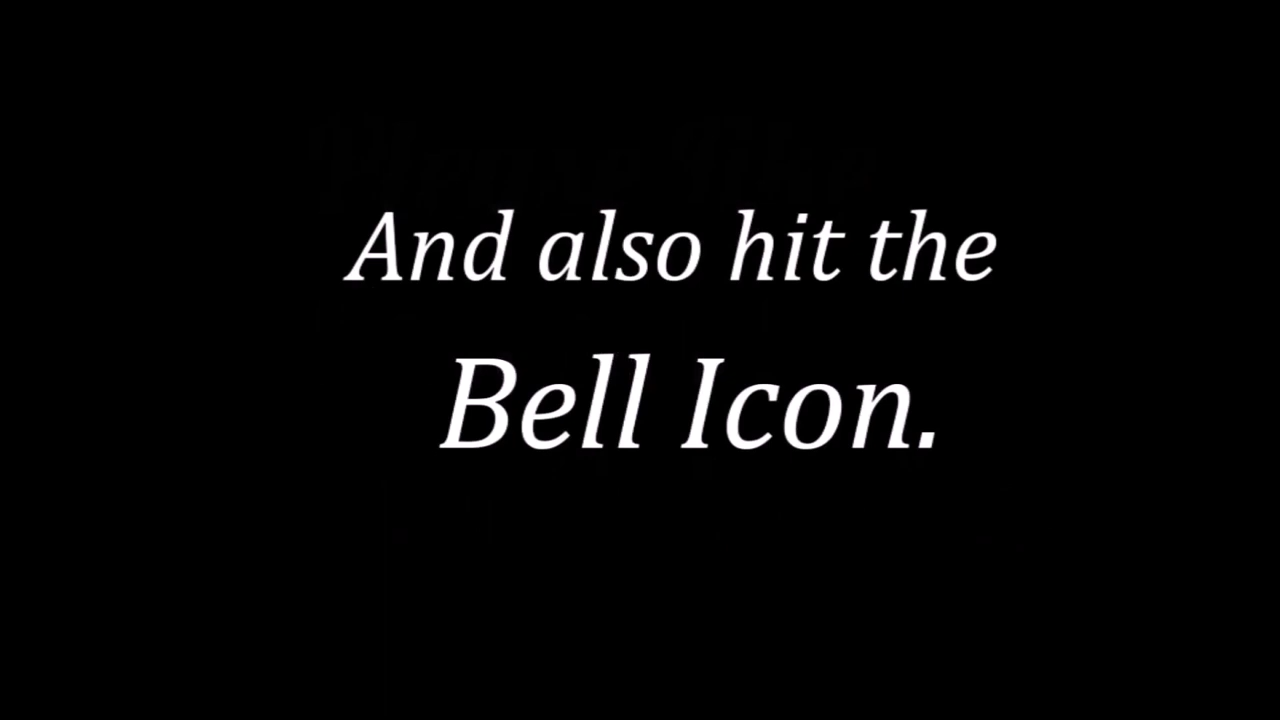 And also hit the
Bell Icon.